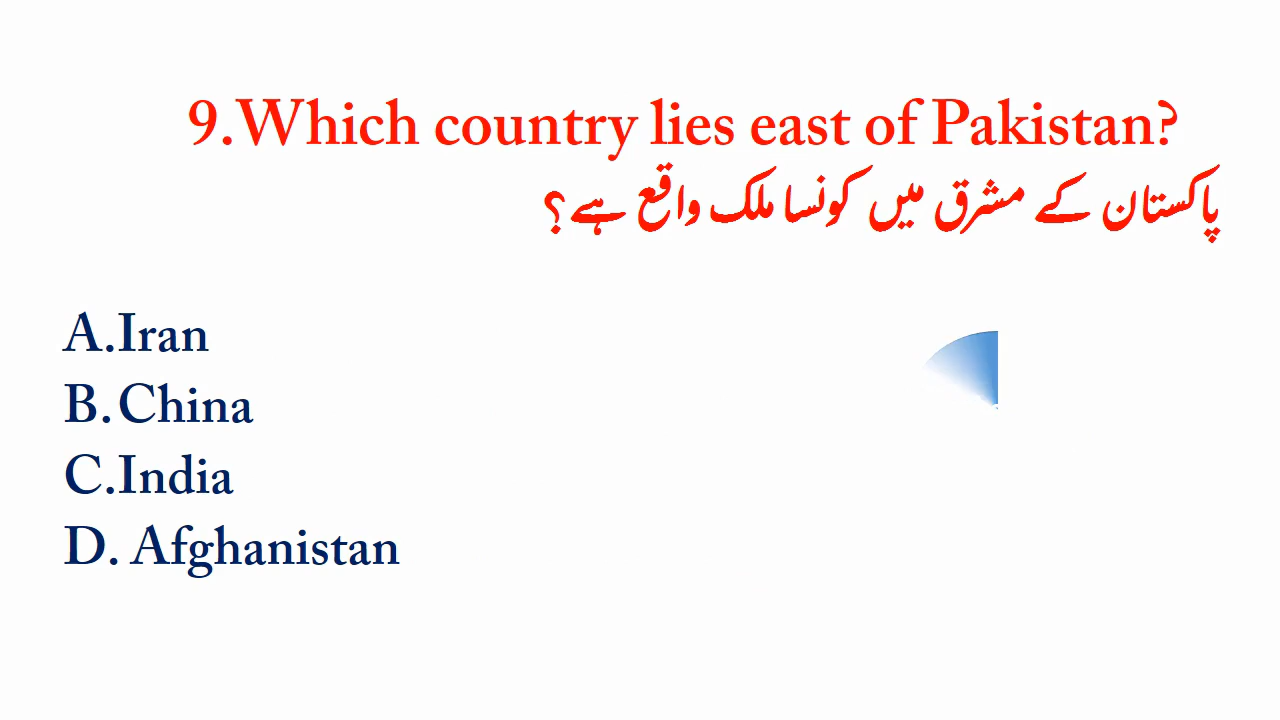 9.Which country lies east of Pakistan?
پاکستان کے مشرق میں کونسا ملک واقع ہے؟
A.Iran
B.China
C.India
D. Afghanistan